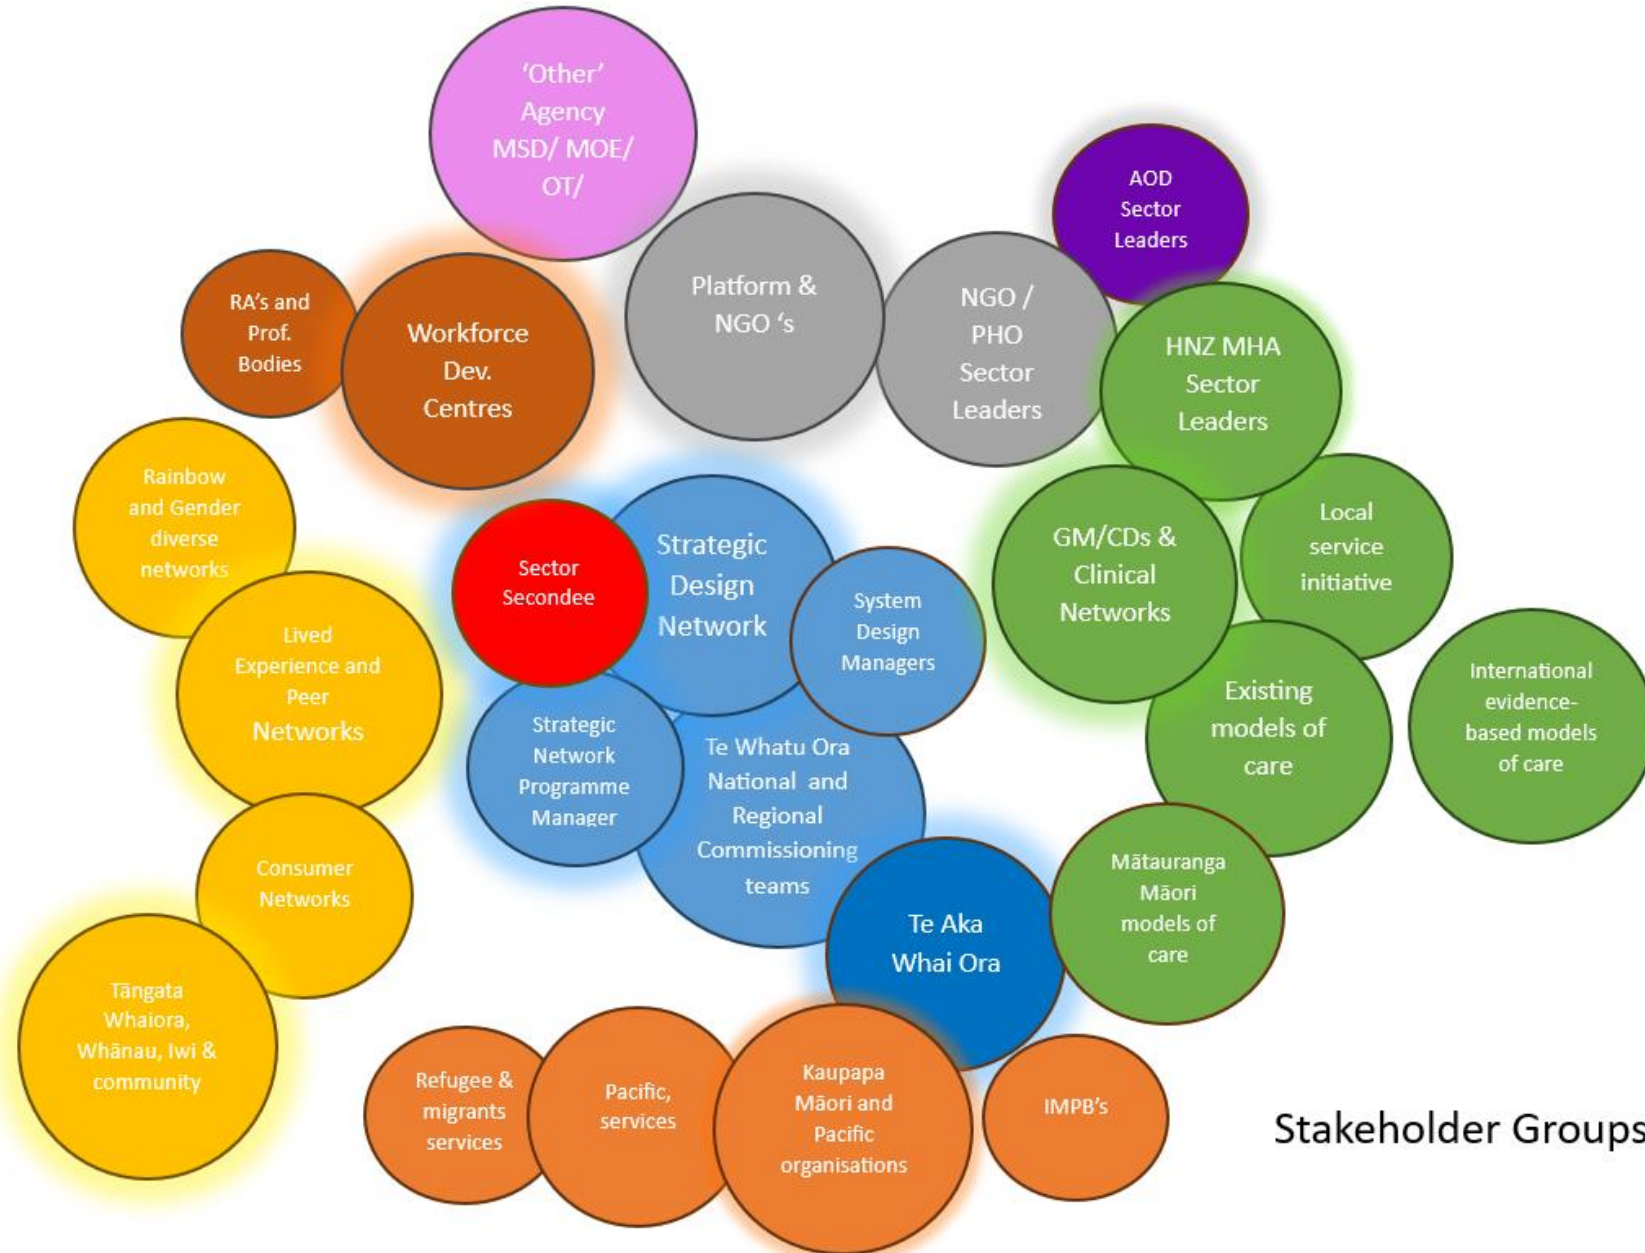 ‘Other’
Agency
MSD/ MOE/
OT/
AOD
Sector
Leaders
Platform &
NGO ‘s
NGO /
PHO
Sector
Leaders
RA’s and
Prof.
Bodies
Workforce
Dev.
Centres
HNZ MHA
Sector
Leaders
Rainbow
and Gender
diverse
networks
Sector
Secondee
Strategic
Design
Network
System
Design
Managers
GM/CDs &
Clinical
Networks
Local
service
initiative
Lived
Experience and
Peer
Networks
Strategic
Network
Programme
Manager
Te Whatu Ora
National and
Regional
Commissioning
teams
Existing
models of
care
International
evidence-
based models
of care
Consumer
Networks
Te Aka
Whai Ora
Mātauranga
Māori
models of
care
Tāngata
Whaiora,
Whānau, Iwi &
community
Refugee &
migrants
services
Pacific,
services
Kaupapa
Māori and
Pacific
organisations
IMPB’s
Stakeholder Groups